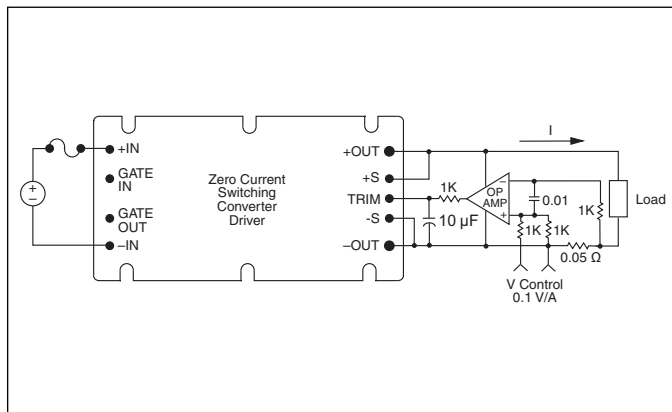 I
+OUT
+IN
+S
GATE
IN
Zero Current
Switching
Converter
Driver
TRIM
1K
OP
AMP
0.01
1K
Load
GATE
OUT
-S
10 µF
1K
1K
–IN
–OUT
0.05 Ω
V Control
0.1 V/A
+
–
–
+